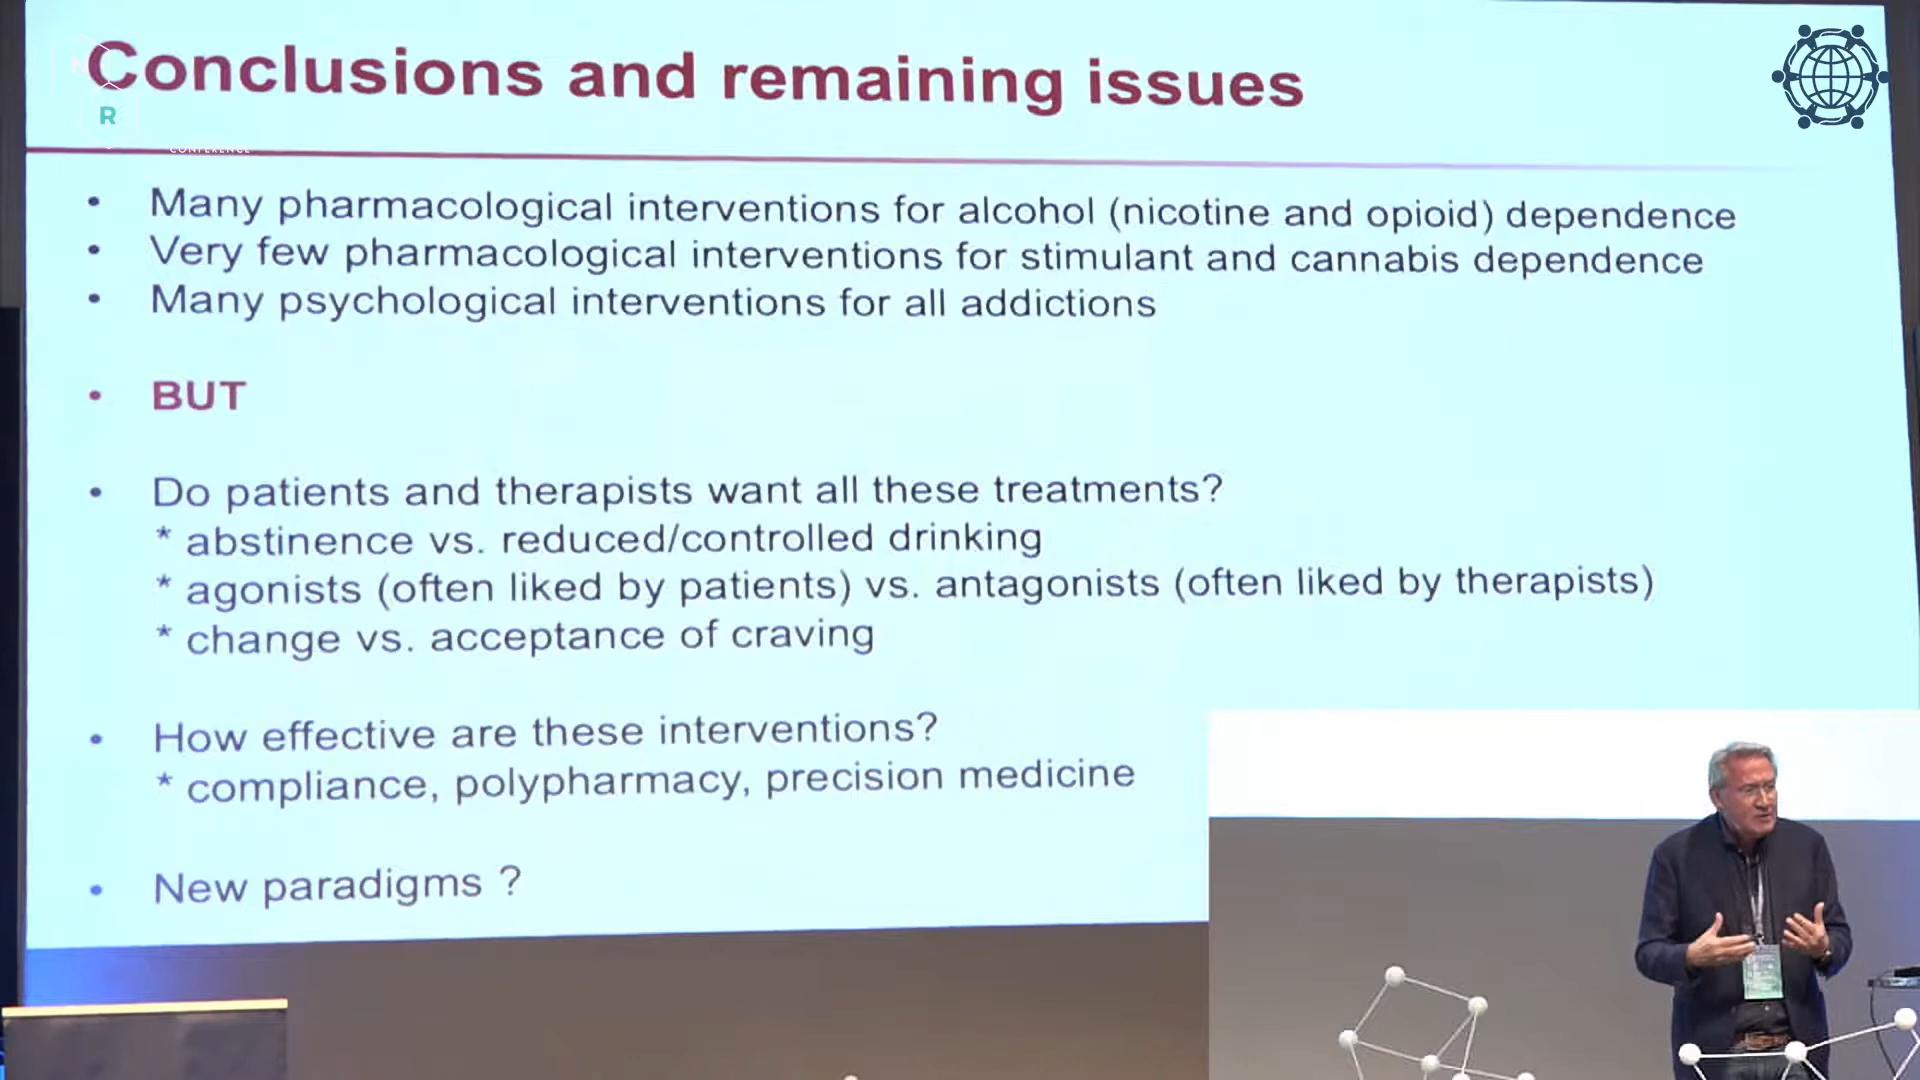 Conclusions and remaining issues
N
R
CONFERENCE
• Many pharmacological interventions for alcohol (nicotine and opioid) dependence
• Very few pharmacological interventions for stimulant and cannabis dependence
• Many psychological interventions for all addictions
• BUT
• Do patients and therapists want all these treatments?
* abstinence vs. reduced/controlled drinking
* agonists (often liked by patients) vs. antagonists (often liked by therapists)
* change vs. acceptance of craving
• How effective are these interventions?
* compliance, polypharmacy, precision medicine
• New paradigms ?